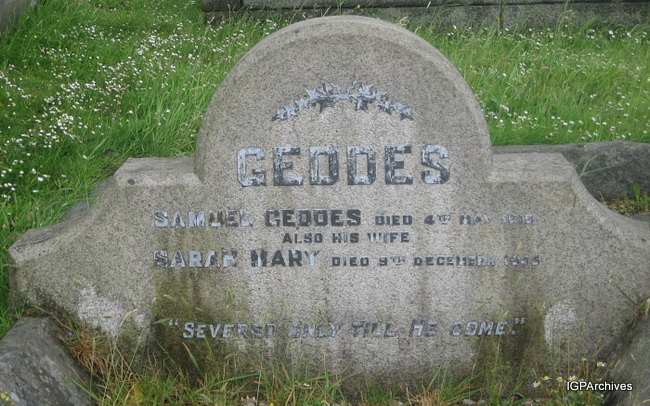 GEDDES
SAMUEL GEDDES DIED 4TH MAY
ALSO HIS WIFE
SARAH MARY DIED 9TH DECEMBER
"SEVERED ONLY TILL HE COME."
IGPArchives